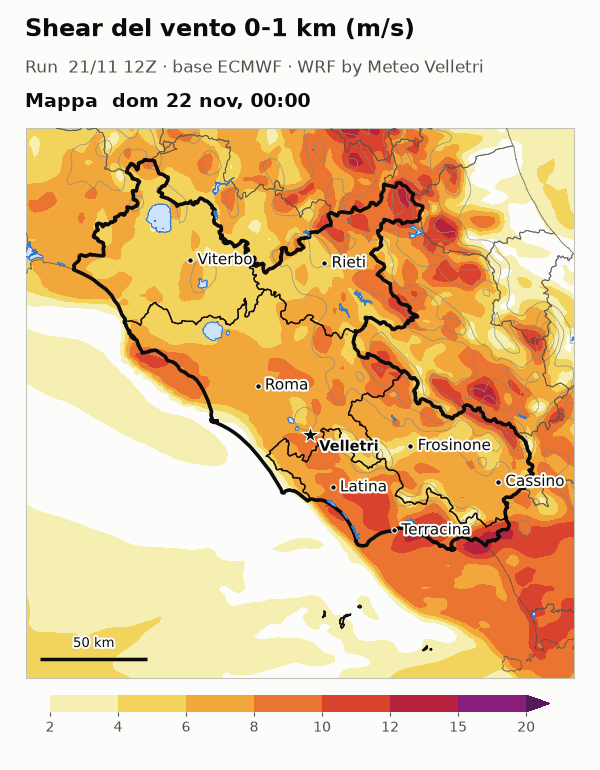 Shear del vento 0-1 km (m/s)
Run  21/11 12Z · base ECMWF · WRF by Meteo Velletri
Mappa  dom 22 nov, 00:00
Viterbo
Rieti
Roma
Velletri
Frosinone
Latina
Cassino
Terracina
50 km
2 4 6 8 10 12 15 20